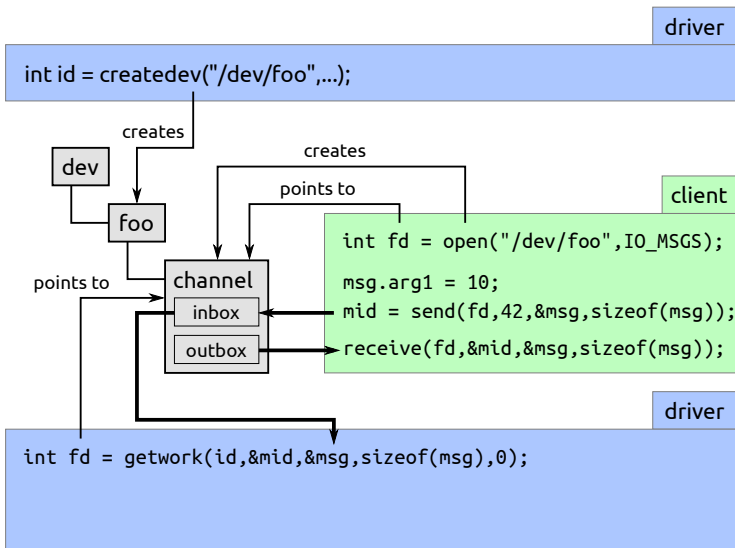 driver
int id = createdev("/dev/foo",...);
creates
creates
dev
points to
client
foo
int fd = open("/dev/foo",IO_MSGS);
channel
msg.arg1 = 10;
points to
inbox
mid = send(fd,42,&msg,sizeof(msg));
outbox
receive(fd,&mid,&msg,sizeof(msg));
driver
int fd = getwork(id,&mid,&msg,sizeof(msg),0);